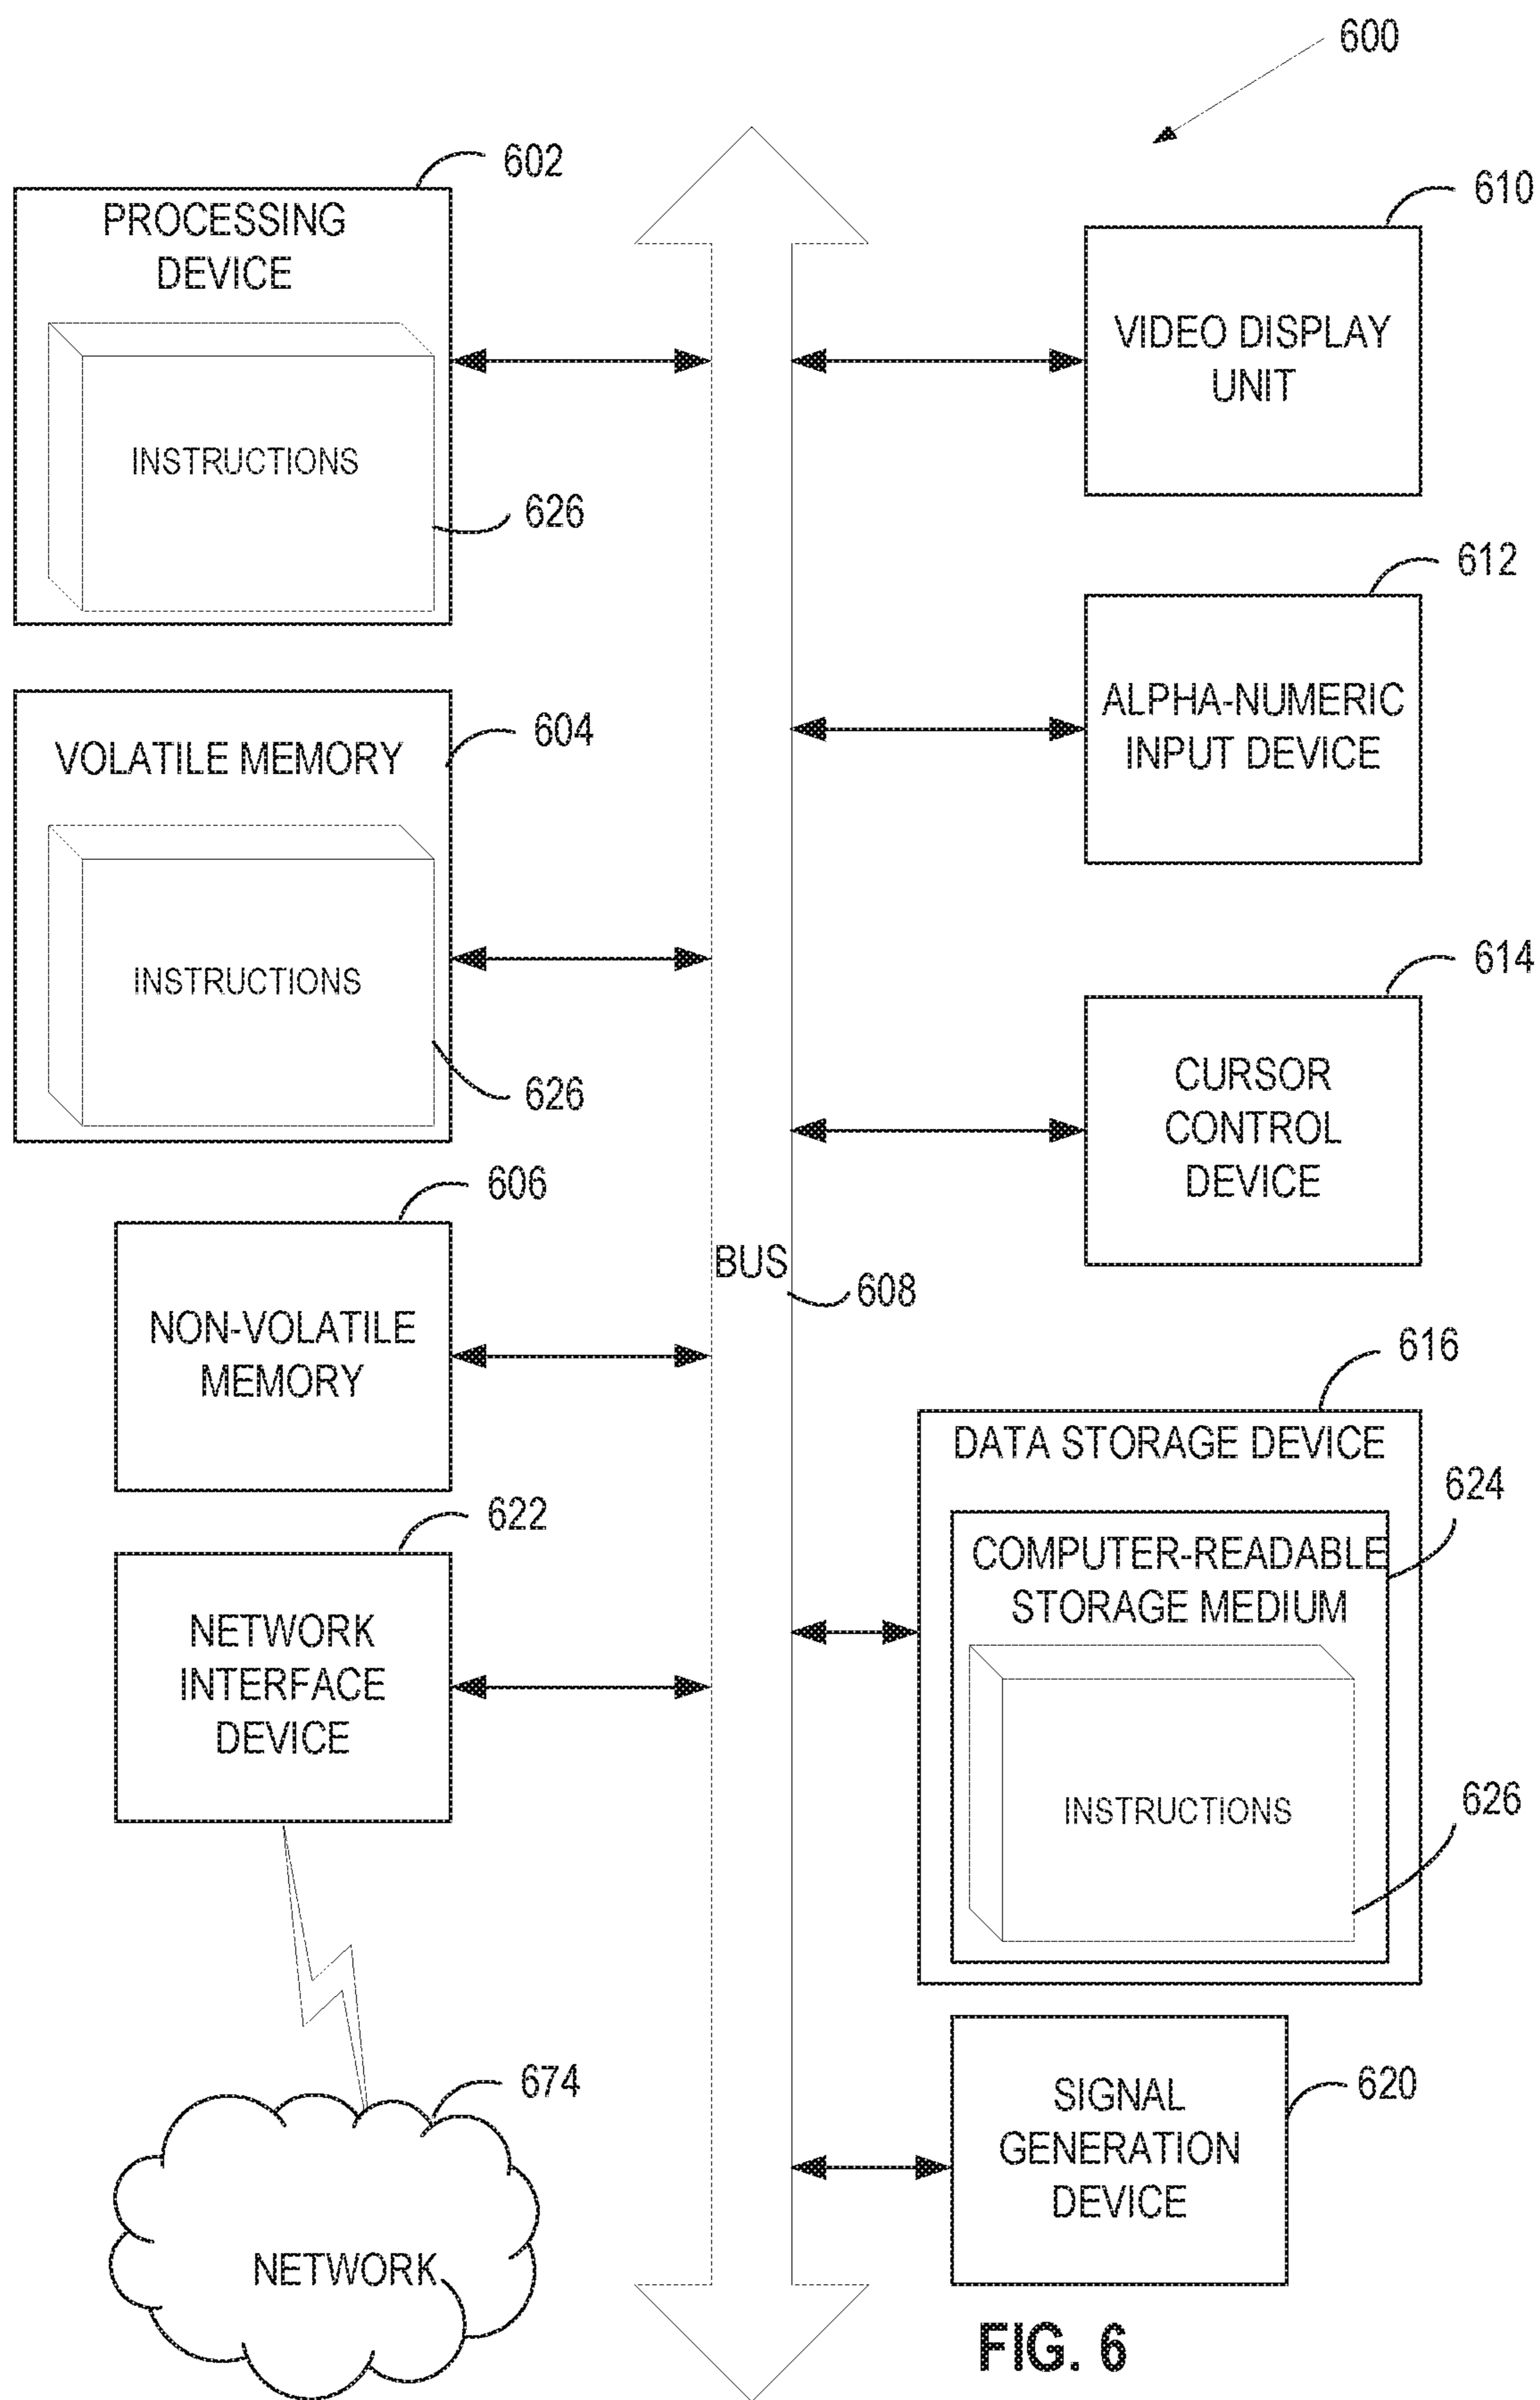 600
602
PROCESSING
DEVICE
INSTRUCTIONS
626
610
VIDEO DISPLAY
UNIT
612
ALPHA-NUMERIC
INPUT DEVICE
604
VOLATILE MEMORY
INSTRUCTIONS
626
614
CURSOR
CONTROL
DEVICE
606
NON-VOLATILE
MEMORY
BUS
608
616
DATA STORAGE DEVICE
624
COMPUTER-READABLE
STORAGE MEDIUM
INSTRUCTIONS
626
622
NETWORK
INTERFACE
DEVICE
674
NETWORK
620
SIGNAL
GENERATION
DEVICE
FIG. 6